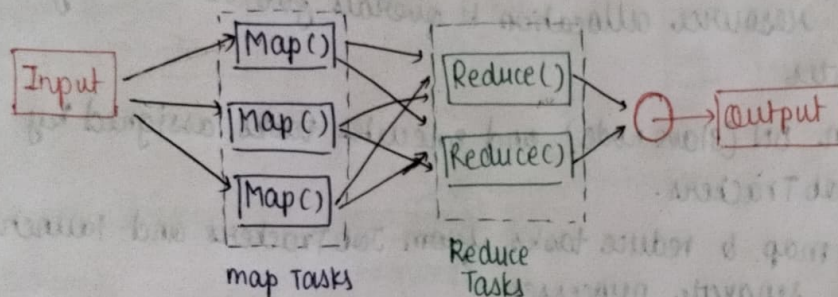 Input
Map()
Map()
Map()
map Tasks
Reduce()
Reduce()
Reduce
Tasks
Output